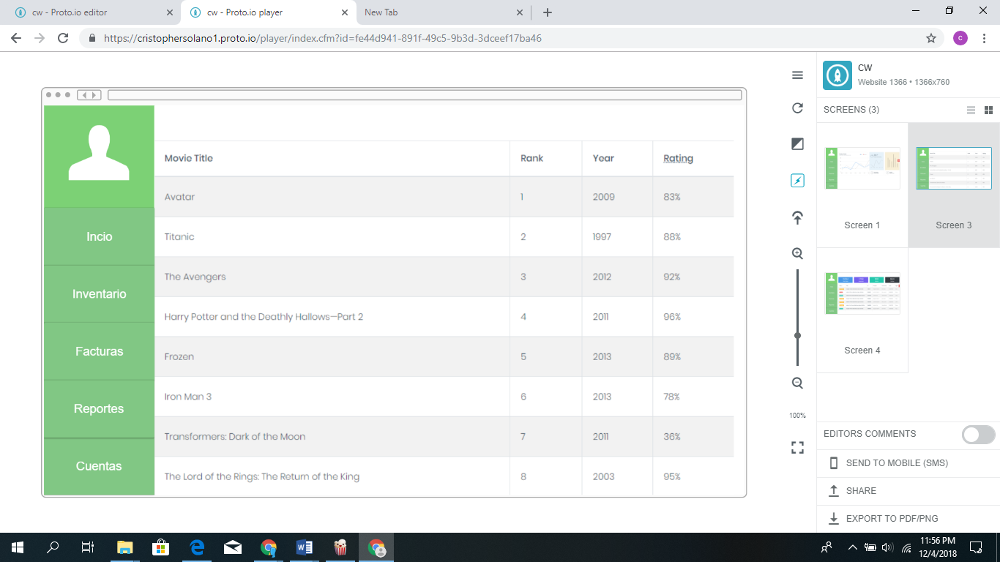 cw - Proto.io editor
cw - Proto.io player
New Tab
https://cristophersolano1.proto.io/player/index.cfm?id=fe44d941-891f-49c5-9b3d-3dceef17ba46
c
CW
Website 1366 • 1366x760
SCREENS (3)
Movie Title Rank Year Rating
Avatar 1 2009 83%
Titanic 2 1997 88%
The Avengers 3 2012 92%
Harry Potter and the Deathly Hallows—Part 2 4 2011 96%
Frozen 5 2013 89%
Iron Man 3 6 2013 78%
Transformers: Dark of the Moon 7 2011 36%
The Lord of the Rings: The Return of the King 8 2003 95%
Incio
Inventario
Facturas
Reportes
Cuentas
100%
Screen 1
Screen 3
Screen 4
EDITORS COMMENTS
SEND TO MOBILE (SMS)
SHARE
EXPORT TO PDF/PNG
11:56 PM
12/4/2018